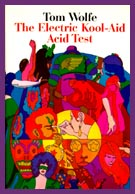 Tom Wolfe
The Electric Kool-Aid
Acid Test